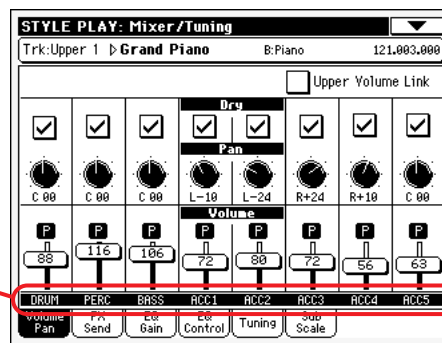 STYLE PLAY: Mixer/Tuning
Trk:Upper 1 ▷Grand Piano B:Piano 121.003.000
Upper Volume Link
Dry
Pan
C 00 C 00 C 00 L-10 L-24 R+24 R+10 C 00
Volume
P P P P P P P P
88 116 106 72 80 72 56 63
DRUM PERC BASS ACC1 ACC2 ACC3 ACC4 ACC5
Volume Pan FX Send EQ Gain EQ Control Tuning Sub Scale